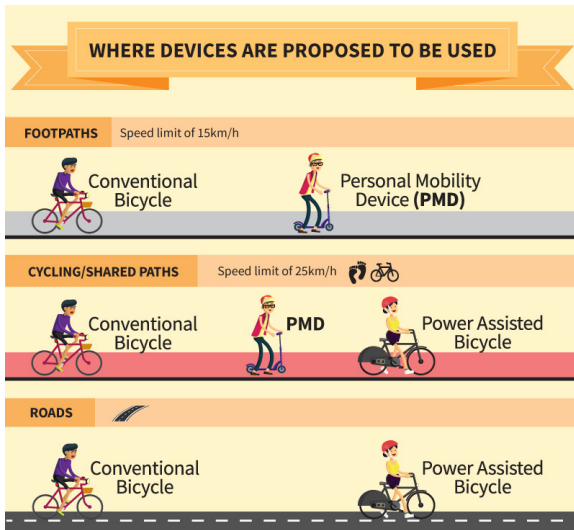 WHERE DEVICES ARE PROPOSED TO BE USED
FOOTPATHS Speed limit of 15km/h
Conventional
Bicycle
Personal Mobility
Device (PMD)
CYCLING/SHARED PATHS Speed limit of 25km/h
Conventional
Bicycle
PMD
Power Assisted
Bicycle
ROADS
Conventional
Bicycle
Power Assisted
Bicycle